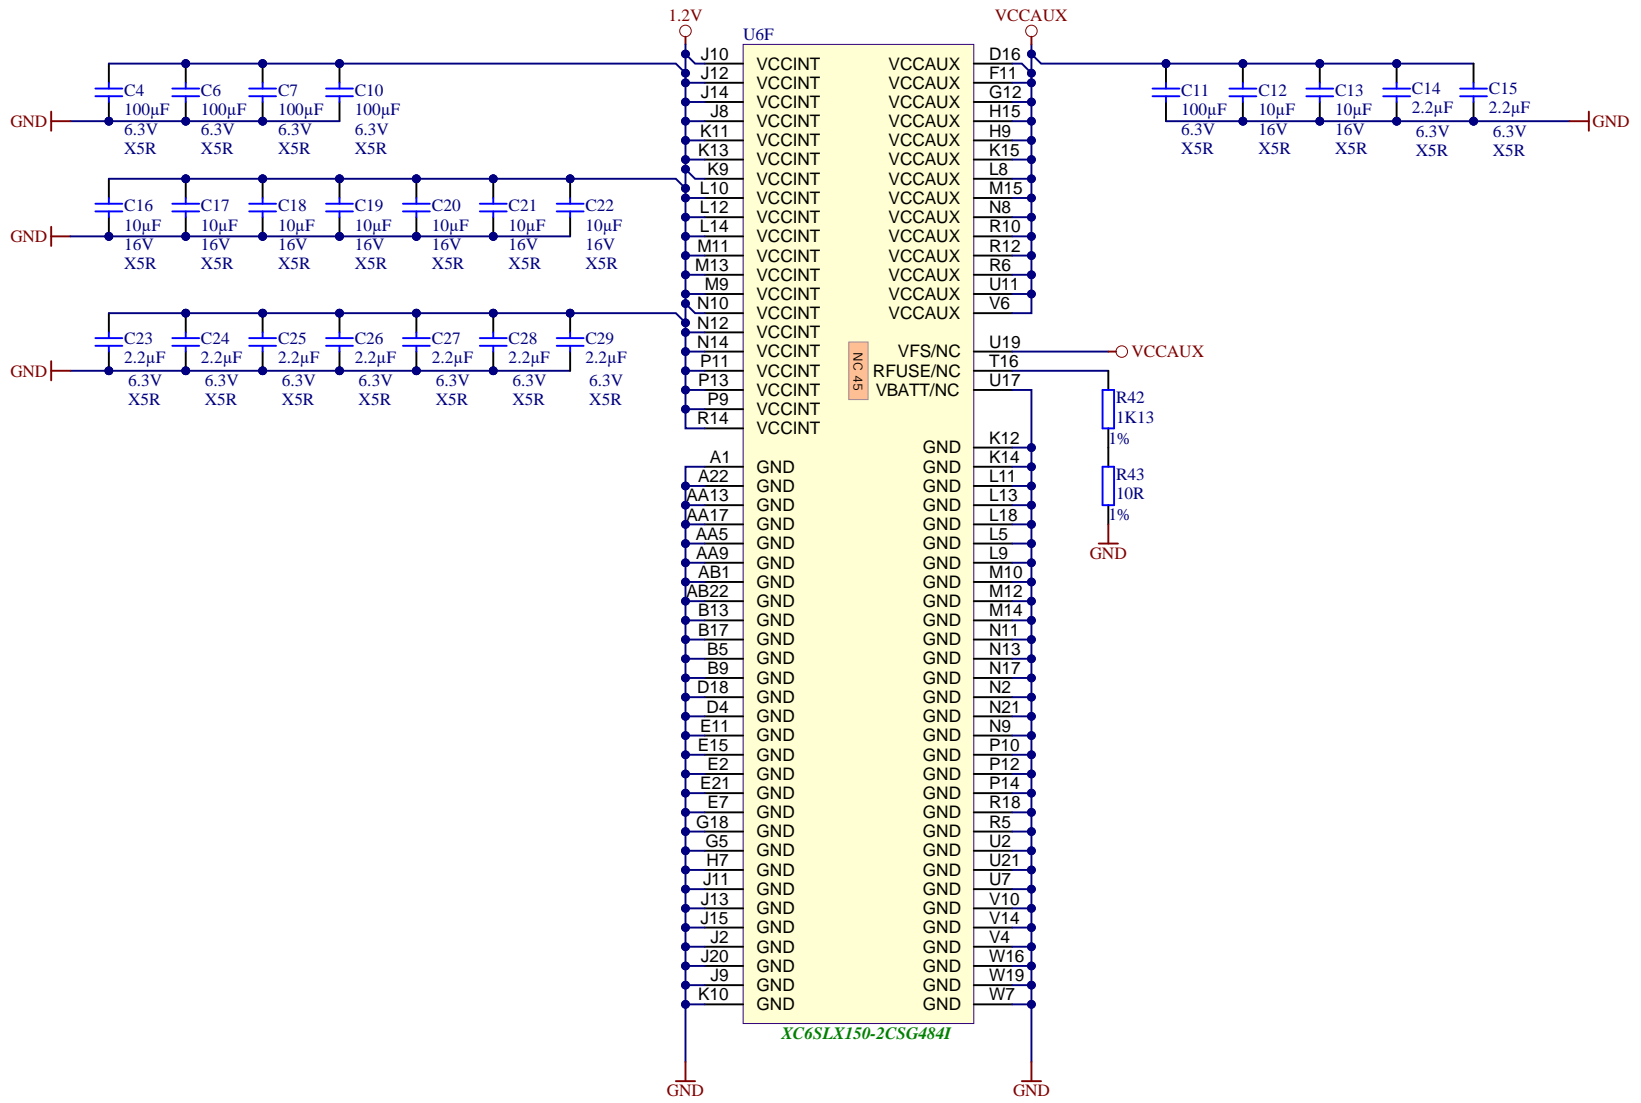 1.2V
VCCAUX
U6F
J10 VCCINT VCCAUX D16
J12 VCCINT VCCAUX F11
J14 VCCINT VCCAUX G12
J8 VCCINT VCCAUX H15
K11 VCCINT VCCAUX H9
K13 VCCINT VCCAUX K15
K9 VCCINT VCCAUX L8
L10 VCCINT VCCAUX M15
L12 VCCINT VCCAUX N8
L14 VCCINT VCCAUX R10
M11 VCCINT VCCAUX R12
M13 VCCINT VCCAUX R6
M9 VCCINT VCCAUX U11
N10 VCCINT VCCAUX V6
N12 VCCINT
N14 VCCINT VFS/NC U19 VCCAUX
P11 VCCINT RFUSE/NC T16
P13 VCCINT VBATT/NC U17
P9 VCCINT
R14 VCCINT
NC 45
GND K12
A1 GND GND K14
A22 GND GND L11
AA13 GND GND L13
AA17 GND GND L18
AA5 GND GND L5
AA9 GND GND L9
AB1 GND GND M10
AB22 GND GND M12
B13 GND GND M14
B17 GND GND N11
B5 GND GND N13
B9 GND GND N17
D18 GND GND N2
D4 GND GND N21
E11 GND GND N9
E15 GND GND P10
E2 GND GND P12
E21 GND GND P14
E7 GND GND R18
G18 GND GND R5
G5 GND GND U2
H7 GND GND U21
J11 GND GND U7
J13 GND GND V10
J15 GND GND V14
J2 GND GND V4
J20 GND GND W16
J9 GND GND W19
K10 GND GND W7
XC6SLX150-2CSG484I
GND
GND
C4 C6 C7 C10
100µF 100µF 100µF 100µF
GND
6.3V 6.3V 6.3V 6.3V
X5R X5R X5R X5R
C16 C17 C18 C19 C20 C21 C22
10µF 10µF 10µF 10µF 10µF 10µF 10µF
GND
16V 16V 16V 16V 16V 16V 16V
X5R X5R X5R X5R X5R X5R X5R
C23 C24 C25 C26 C27 C28 C29
2.2µF 2.2µF 2.2µF 2.2µF 2.2µF 2.2µF 2.2µF
GND
6.3V 6.3V 6.3V 6.3V 6.3V 6.3V 6.3V
X5R X5R X5R X5R X5R X5R X5R
C11 C12 C13 C14 C15
100µF 10µF 10µF 2.2µF 2.2µF
GND
6.3V 16V 16V 6.3V 6.3V
X5R X5R X5R X5R X5R
R42
1K13
1%
R43
10R
1%
GND